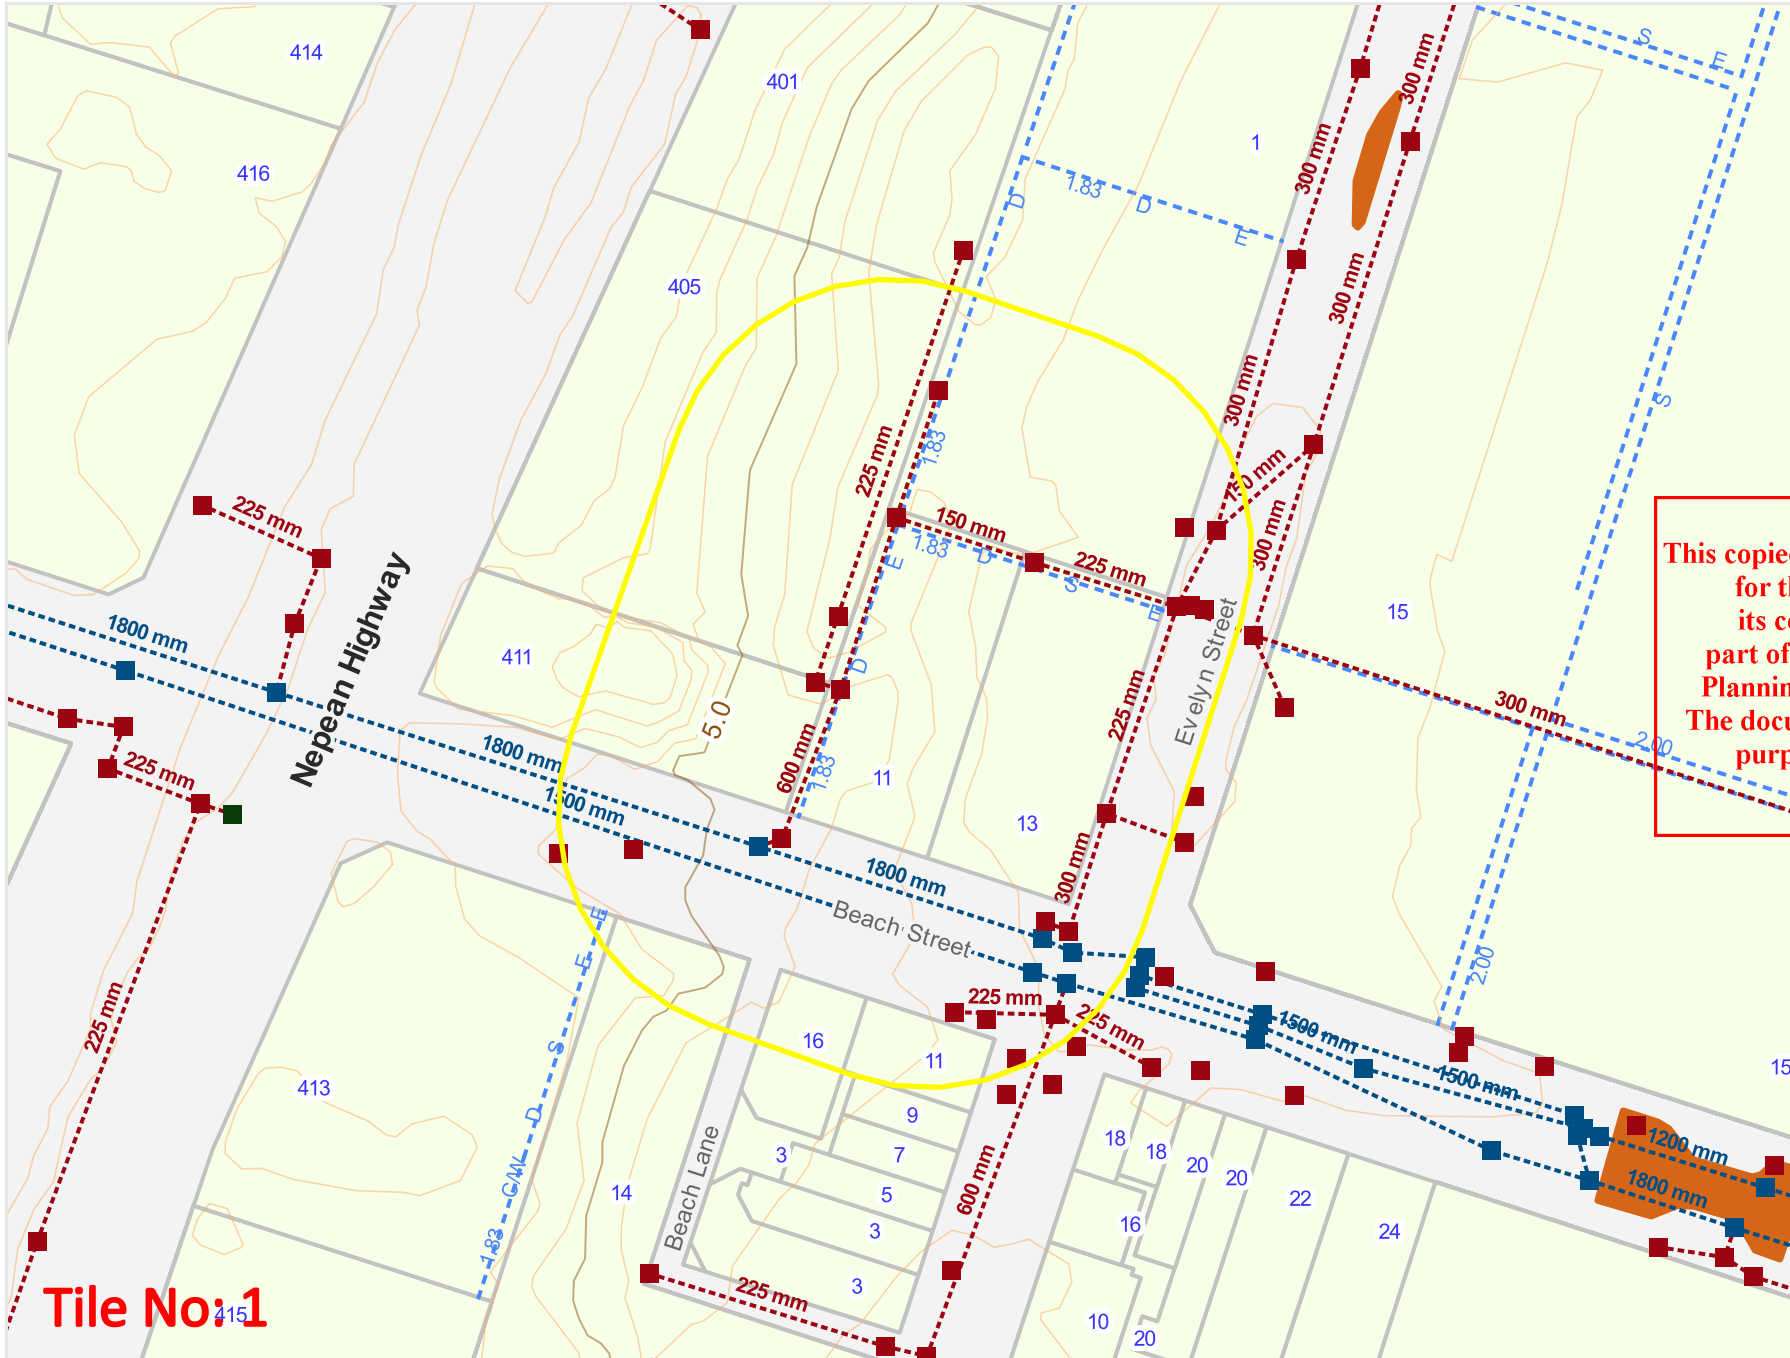 414
401
300 mm
S
E
416
1
300 mm
1.83
D
D
E
405
300 mm
300 mm
S
225 mm
1.83
750 mm
225 mm
150 mm
1.83
D
E
225 mm
S
E
300 mm
This copied
for th
its co
part of
Plannin
The docu
purp
15
Nepean Highway
1800 mm
411
D
5.0
Evelyn Street
225 mm
300 mm
2.00
1800 mm
600 mm
1.83
11
225 mm
1500 mm
13
1800 mm
300 mm
Beach Street
E
E
2.00
225 mm
225 mm
225 mm
1500 mm
S
16
11
1500 mm
15
413
D
9
18
18
1200 mm
3
7
20
20
Beach Lane
C/W
14
5
600 mm
22
1800 mm
3
16
24
1.83
3
225 mm
Tile No: 1
415
10
20